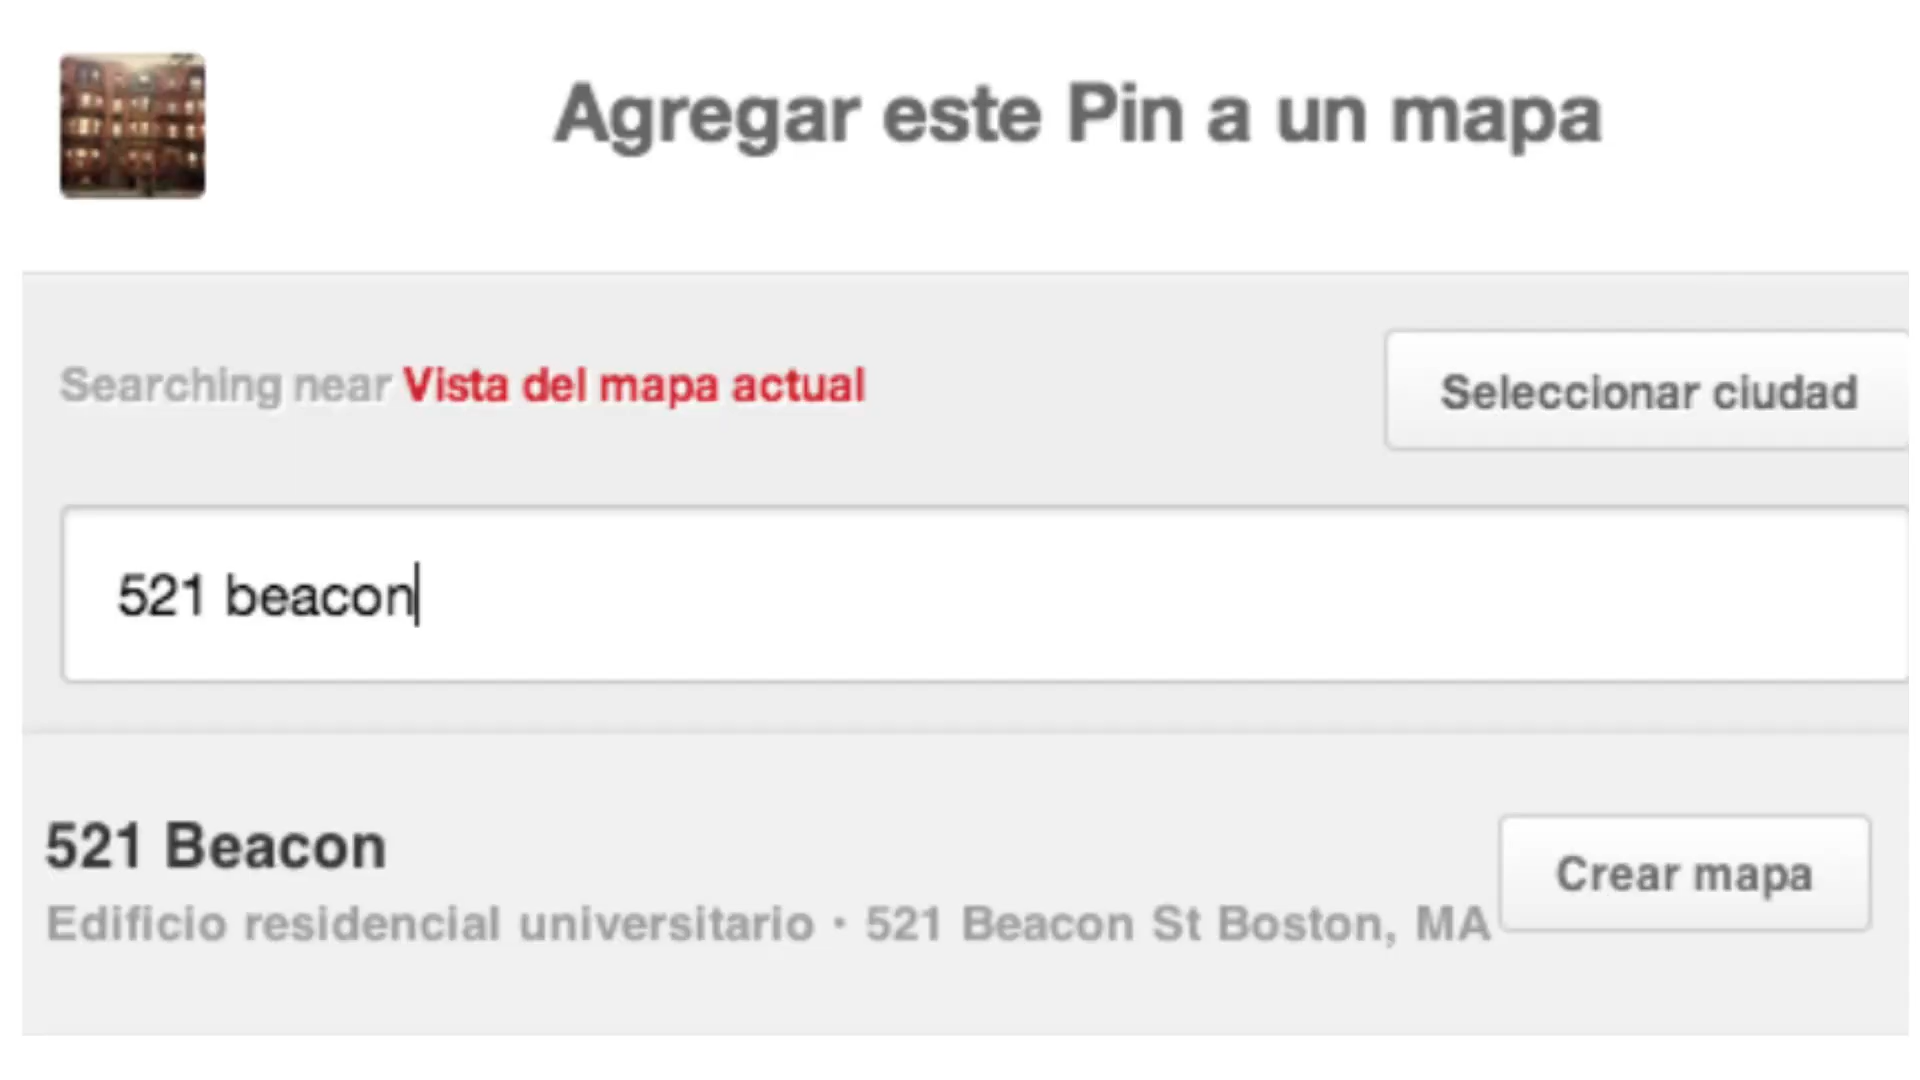 Agregar este Pin a un mapa
Searching near Vista del mapa actual
Seleccionar ciudad
521 beacon
521 Beacon
Edificio residencial universitario · 521 Beacon St Boston, MA
Crear mapa